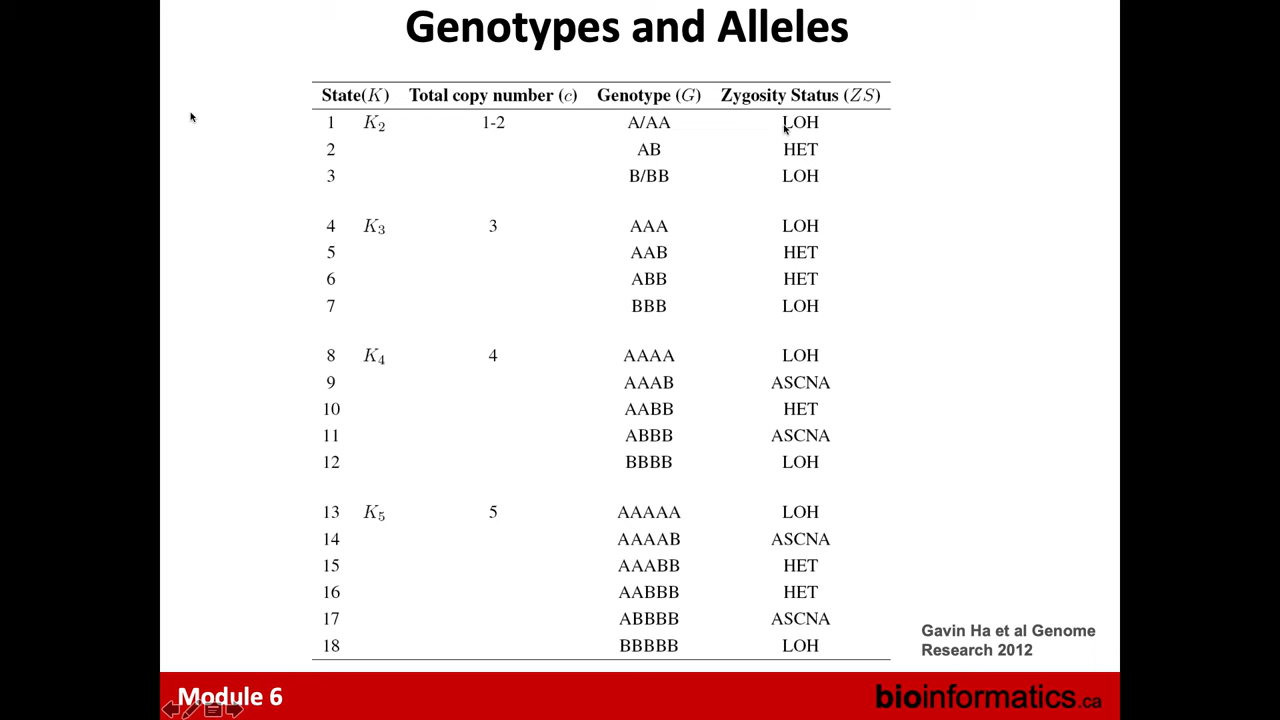 Genotypes and Alleles
State(K) Total copy number (c) Genotype (G) Zygosity Status (ZS)
1 K2 1-2 A/AA LOH
2 AB HET
3 B/BB LOH
4 K3 3 AAA LOH
5 AAB HET
6 ABB HET
7 BBB LOH
8 K4 4 AAAA LOH
9 AAAB ASCNA
10 AABB HET
11 ABBB ASCNA
12 BBBB LOH
13 K5 5 AAAAA LOH
14 AAAAB ASCNA
15 AAABB HET
16 AABBB HET
17 ABBBB ASCNA
18 BBBBB LOH
Gavin Ha et al Genome
Research 2012
Module 6
bioinformatics.ca